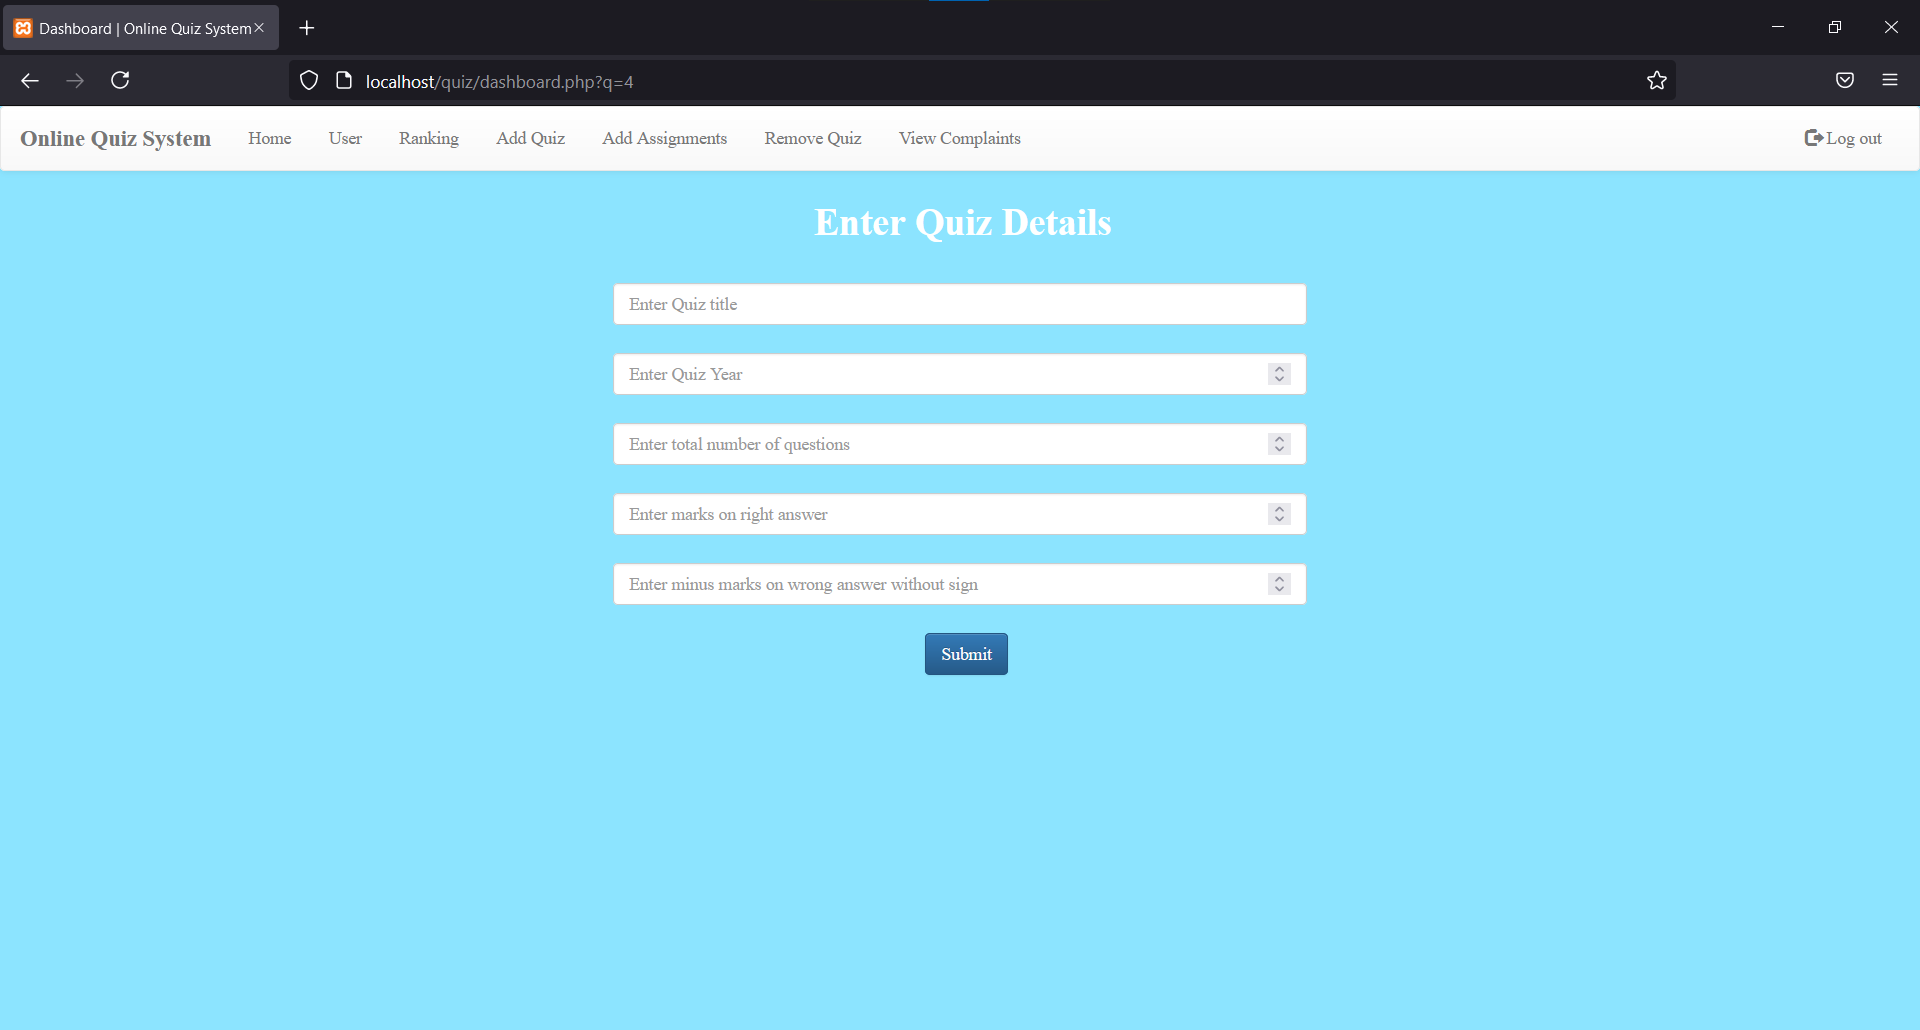 Dashboard | Online Quiz System
localhost/quiz/dashboard.php?q=4
Online Quiz System Home User Ranking Add Quiz Add Assignments Remove Quiz View Complaints Log out
Enter Quiz Details
Enter Quiz title
Enter Quiz Year
Enter total number of questions
Enter marks on right answer
Enter minus marks on wrong answer without sign
Submit